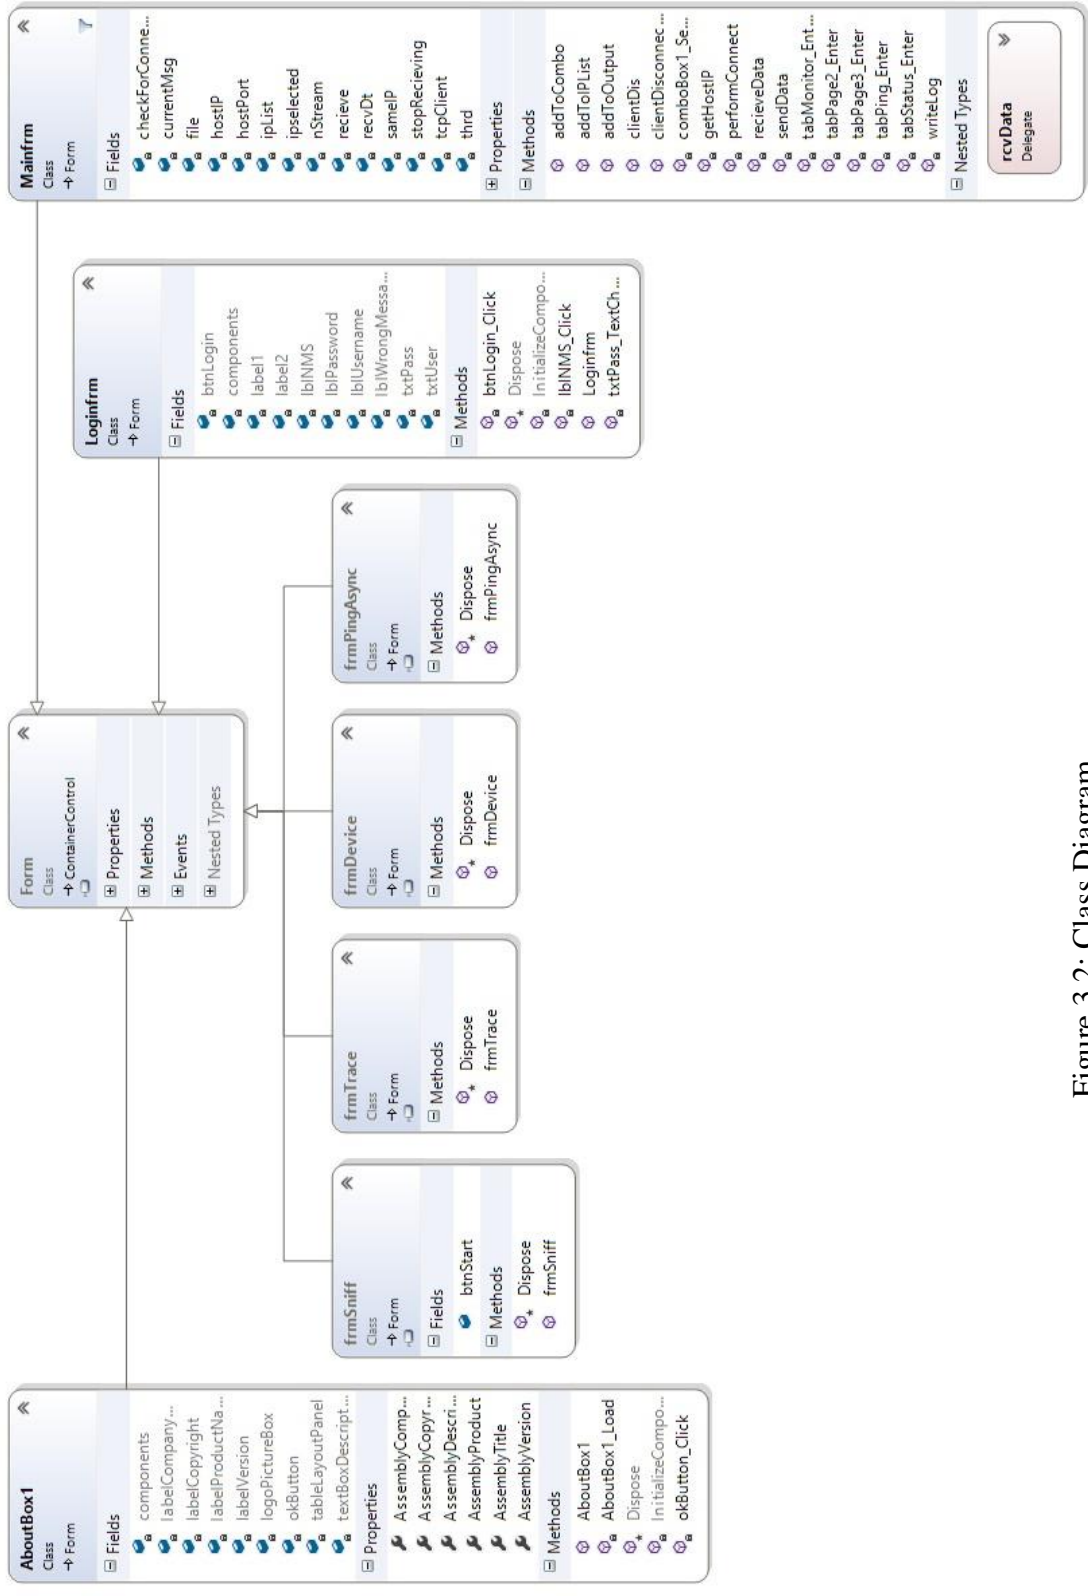 AboutBox1
Class
Form
Fields
components
labelCompany...
labelCopyright
labelProductNa...
labelVersion
logoPictureBox
okButton
tableLayoutPanel
textBoxDescript...
Properties
AssemblyComp...
AssemblyCopyr...
AssemblyDescri...
AssemblyProduct
AssemblyTitle
AssemblyVersion
Methods
AboutBox1
AboutBox1_Load
Dispose
InitializeCompo...
okButton_Click
Form
Class
ContainerControl
Properties
Methods
Events
Nested Types
frmSniff
Class
Form
Fields
btnStart
Methods
Dispose
frmSniff
frmTrace
Class
Form
Methods
Dispose
frmTrace
frmDevice
Class
Form
Methods
Dispose
frmDevice
frmPingAsync
Class
Form
Methods
Dispose
frmPingAsync
Loginfrm
Class
Form
Fields
btnLogin
components
label1
label2
lblNMS
lblPassword
lblUsername
lblWrongMessa...
txtPass
txtUser
Methods
btnLogin_Click
Dispose
InitializeCompo...
lblNMS_Click
Loginfrm
txtPass_TextCh...
Mainfrm
Class
Form
Fields
checkForConne...
currentMsg
file
hostIP
hostPort
ipList
ipselected
nStream
recieve
recvDt
sameIP
stopRecieving
tcpClient
thrd
Properties
Methods
addToCombo
addToIPList
addToOutput
clientDis
clientDisconnec...
comboBox1_Se...
getHostIP
performConnect
recieveData
sendData
tabMonitor_Ent...
tabPage2_Enter
tabPage3_Enter
tabPing_Enter
tabStatus_Enter
writeLog
Nested Types
rcvData
Delegate
Figure 3.2: Class Diagram